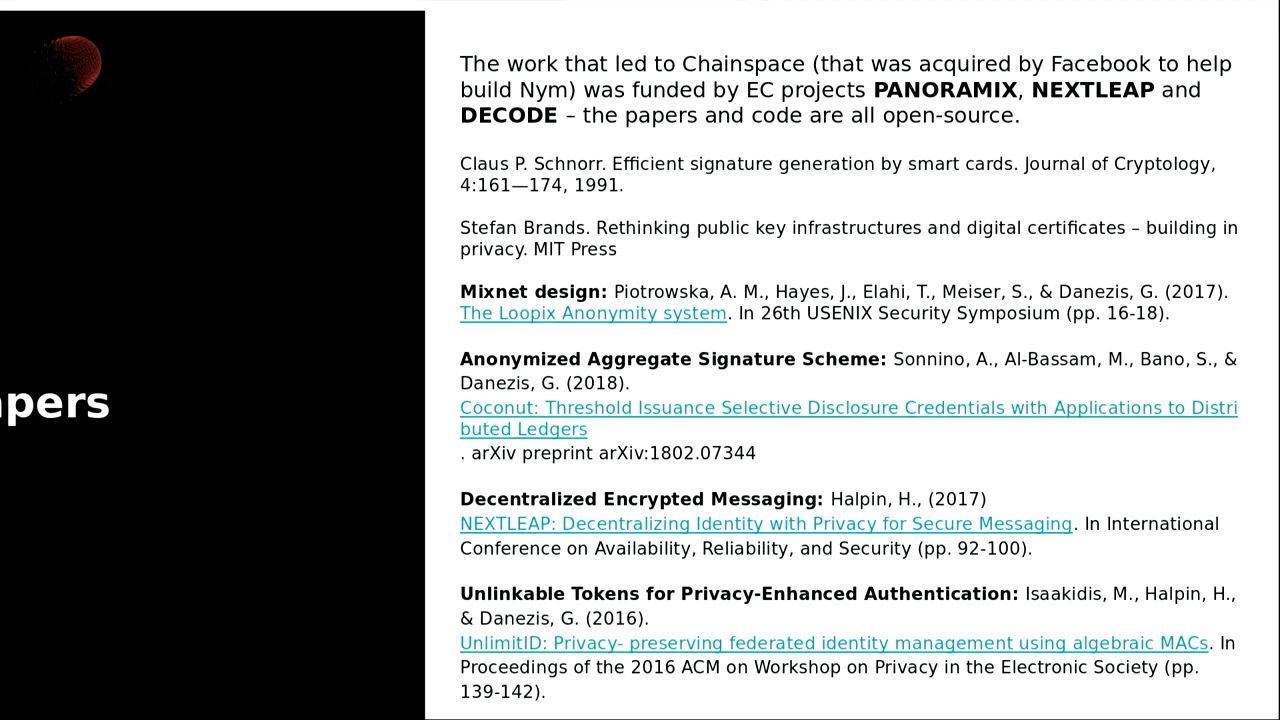 The work that led to Chainspace (that was acquired by Facebook to help
build Nym) was funded by EC projects PANORAMIX, NEXTLEAP and
DECODE – the papers and code are all open-source.
Claus P. Schnorr. Efficient signature generation by smart cards. Journal of Cryptology,
4:161—174, 1991.
Stefan Brands. Rethinking public key infrastructures and digital certificates – building in
privacy. MIT Press
Mixnet design: Piotrowska, A. M., Hayes, J., Elahi, T., Meiser, S., & Danezis, G. (2017).
The Loopix Anonymity system. In 26th USENIX Security Symposium (pp. 16-18).
Anonymized Aggregate Signature Scheme: Sonnino, A., Al-Bassam, M., Bano, S., &
Danezis, G. (2018).
Coconut: Threshold Issuance Selective Disclosure Credentials with Applications to Distri
buted Ledgers
. arXiv preprint arXiv:1802.07344
Decentralized Encrypted Messaging: Halpin, H., (2017)
NEXTLEAP: Decentralizing Identity with Privacy for Secure Messaging. In International
Conference on Availability, Reliability, and Security (pp. 92-100).
Unlinkable Tokens for Privacy-Enhanced Authentication: Isaakidis, M., Halpin, H.,
& Danezis, G. (2016).
UnlimitID: Privacy- preserving federated identity management using algebraic MACs. In
Proceedings of the 2016 ACM on Workshop on Privacy in the Electronic Society (pp.
139-142).